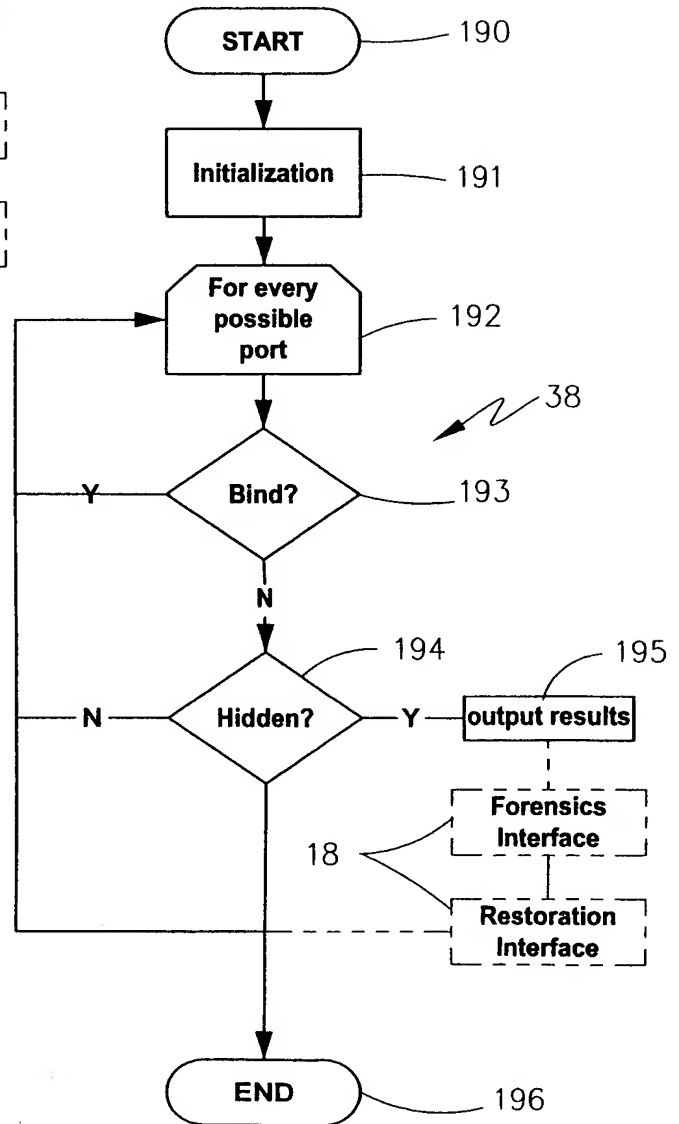 START
190
Initialization
191
For every
possible
port
192
38
Y
Bind?
193
N
194
195
N
Hidden?
Y
output results
Forensics
Interface
18
Restoration
Interface
END
196